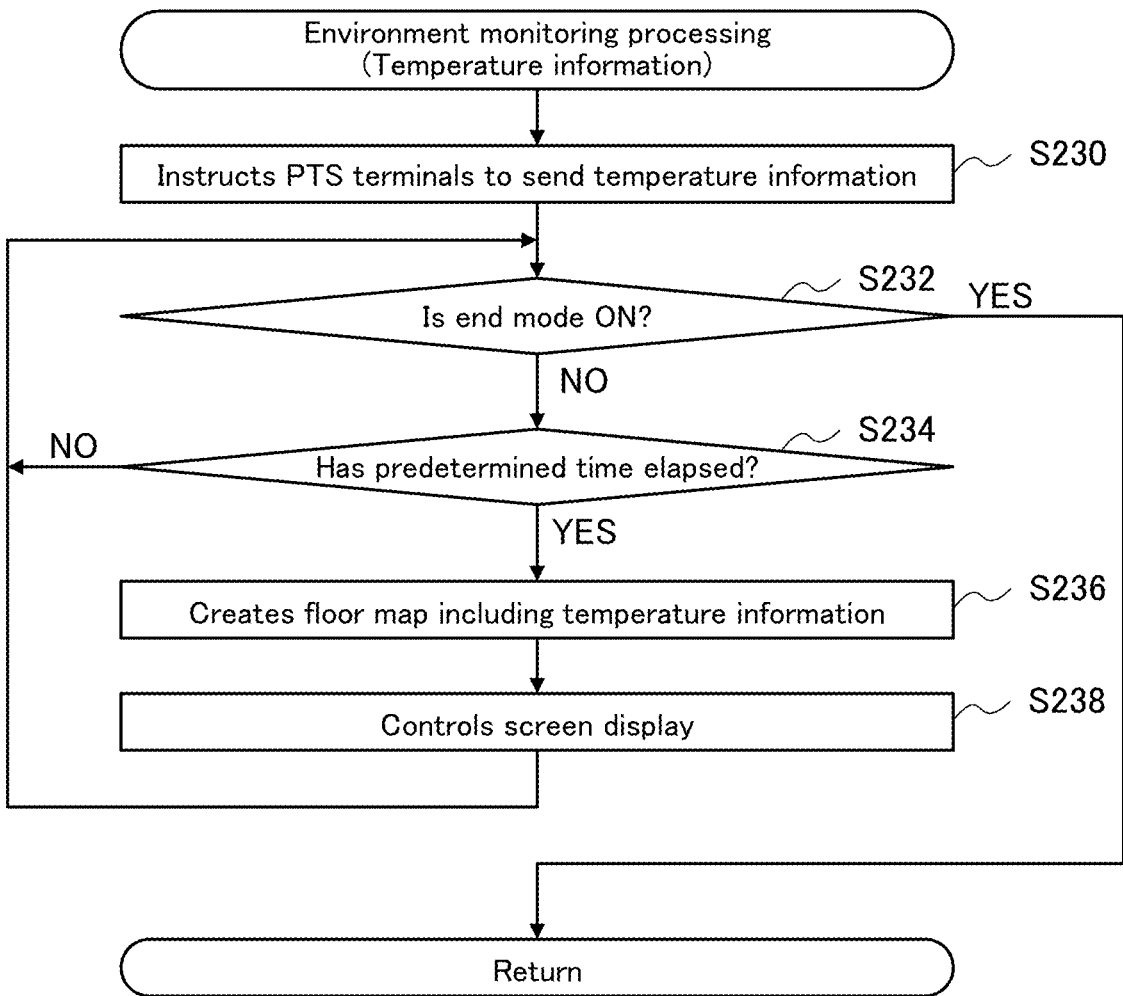 Environment monitoring processing
(Temperature information)
Instructs PTS terminals to send temperature information
S230
Is end mode ON?
S232
YES
NO
Has predetermined time elapsed?
S234
NO
YES
Creates floor map including temperature information
S236
Controls screen display
S238
Return